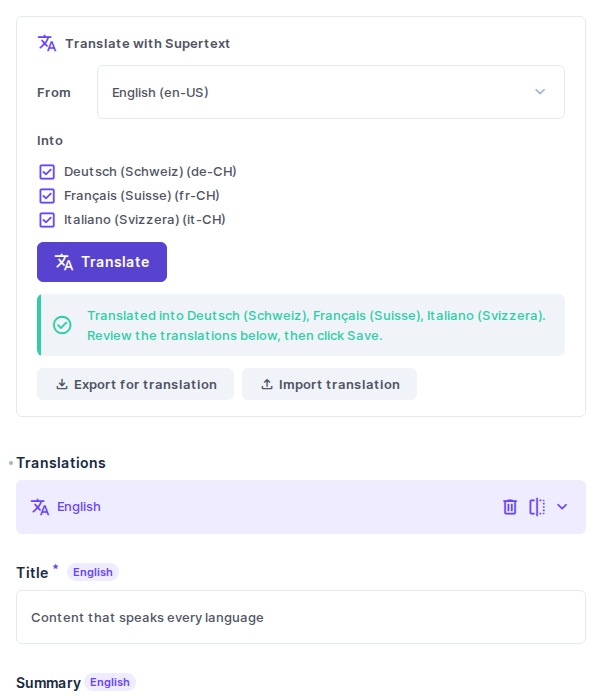 Translate with Supertext
From
English (en-US)
Into
Deutsch (Schweiz) (de-CH)
Français (Suisse) (fr-CH)
Italiano (Svizzera) (it-CH)
Translate
Translated into Deutsch (Schweiz), Français (Suisse), Italiano (Svizzera).
Review the translations below, then click Save.
Export for translation
Import translation
Translations
English
Title * English
Content that speaks every language
Summary English